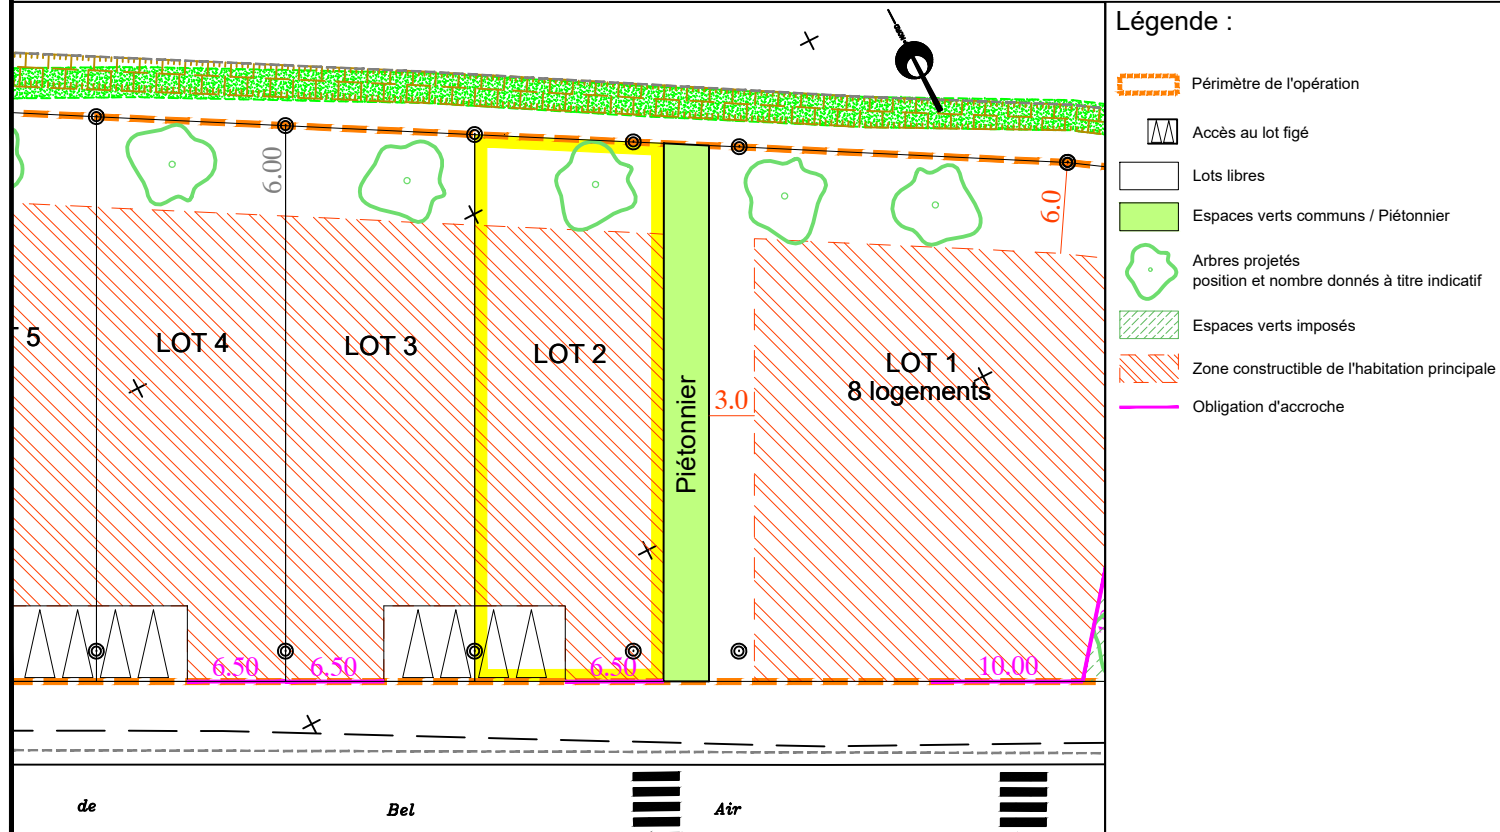 Légende :
Périmètre de l'opération
Accès au lot figé
Lots libres
Espaces verts communs / Piétonnier
Arbres projetés
position et nombre donnés à titre indicatif
Espaces verts imposés
Zone constructible de l'habitation principale
Obligation d'accroche
6.00
6.0
T 5
LOT 4
LOT 3
LOT 2
LOT 1
8 logements
3.0
Piétonnier
6.50
6.50
6.50
10.00
de
Bel
Air